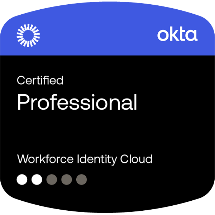 okta
Certified
Professional
Workforce Identity Cloud